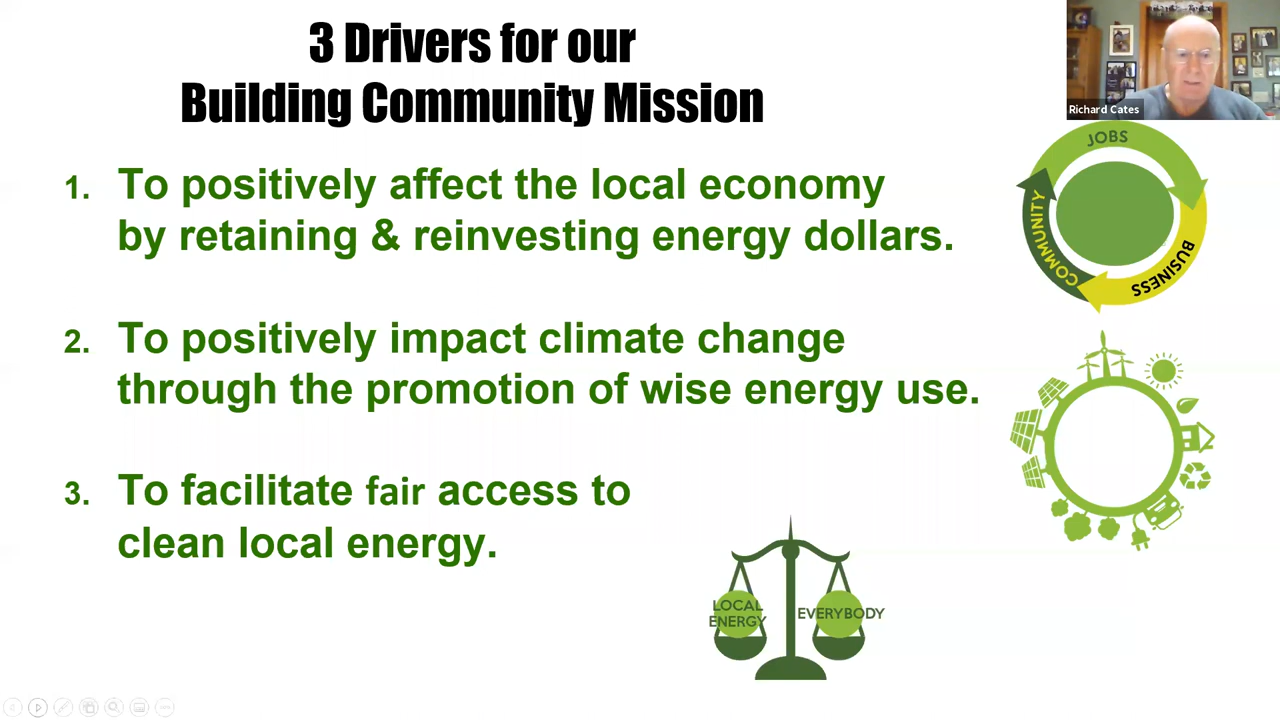 3 Drivers for our
Building Community Mission
Richard Cates
JOBS
COMMUNITY
BUSINESS
1. To positively affect the local economy
by retaining & reinvesting energy dollars.
2. To positively impact climate change
through the promotion of wise energy use.
3. To facilitate fair access to
clean local energy.
LOCAL
ENERGY
EVERYBODY